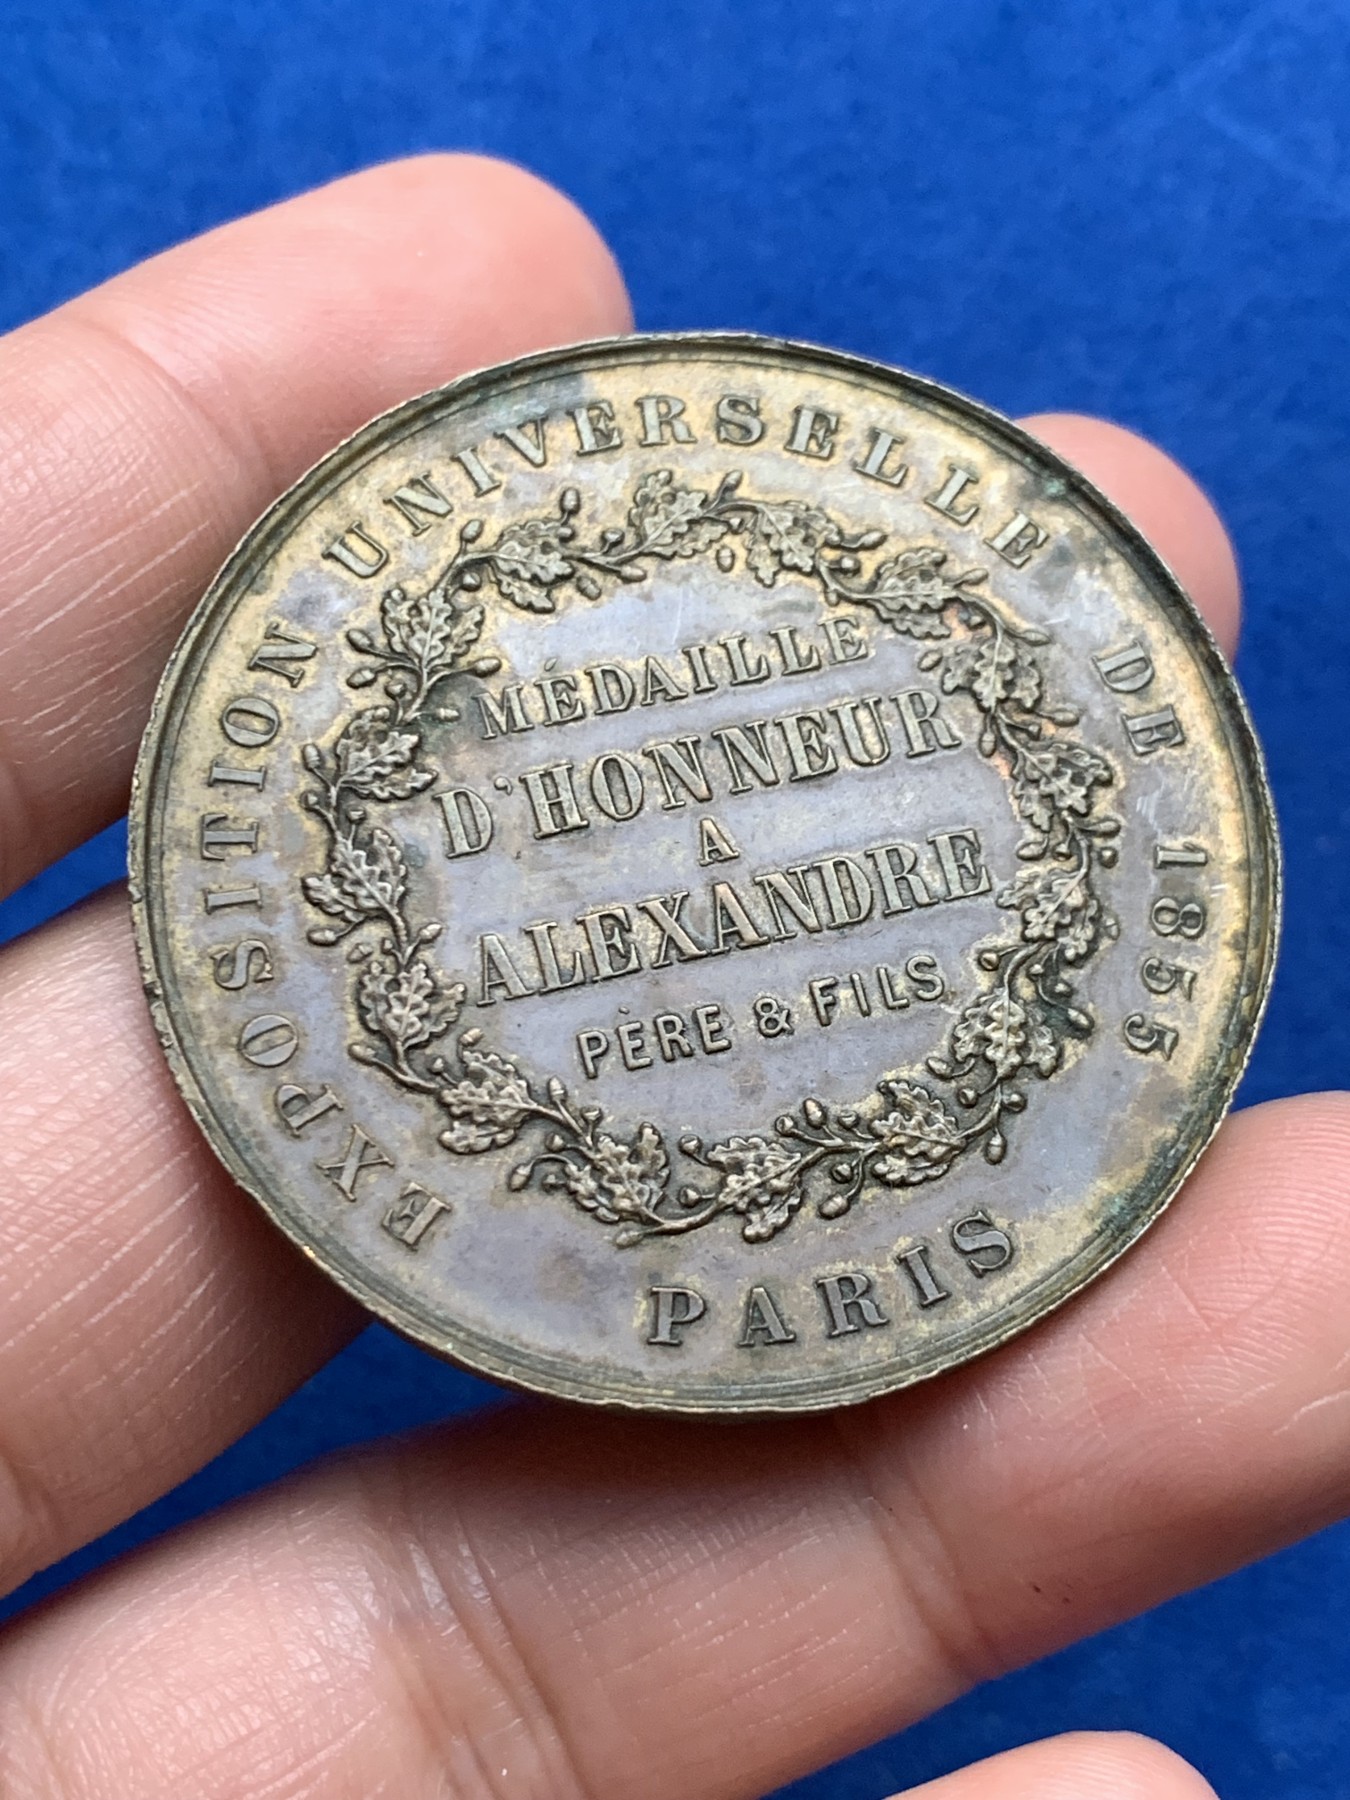 EXPOSITION UNIVERSELLE DE 1855
MÉDAILLE
D'HONNEUR
A
ALEXANDRE
PÈRE & FILS
PARIS